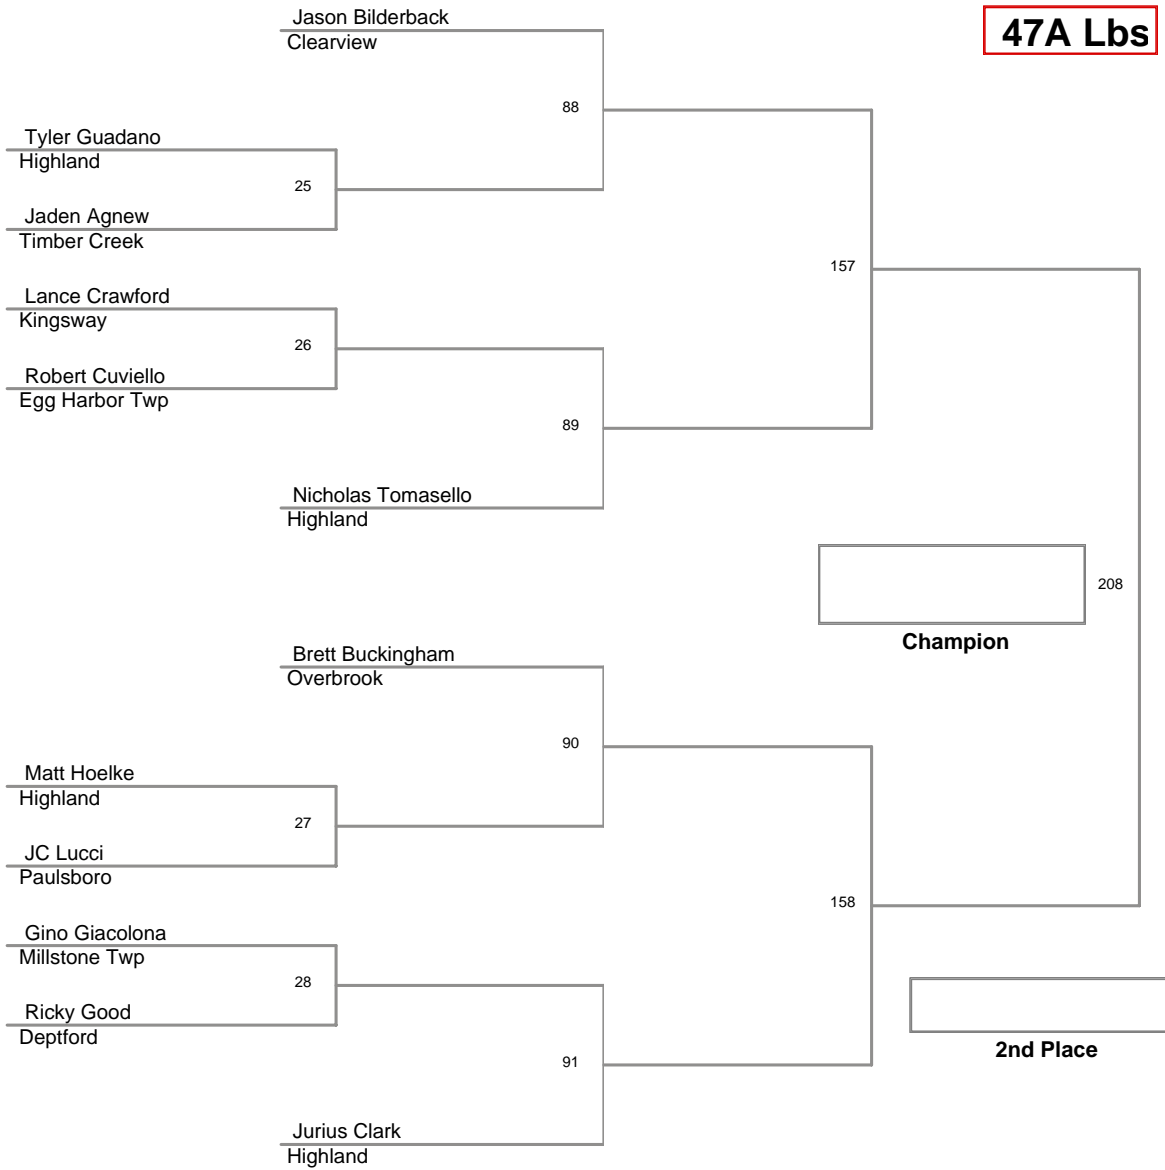 Jason Bilderback
Clearview
47A Lbs
88
Tyler Guadano
Highland
25
Jaden Agnew
Timber Creek
157
Lance Crawford
Kingsway
26
Robert Cuviello
Egg Harbor Twp
89
Nicholas Tomasello
Highland
208
Champion
Brett Buckingham
Overbrook
90
Matt Hoelke
Highland
27
JC Lucci
Paulsboro
158
Gino Giacolona
Millstone Twp
28
Ricky Good
Deptford
2nd Place
91
Jurius Clark
Highland